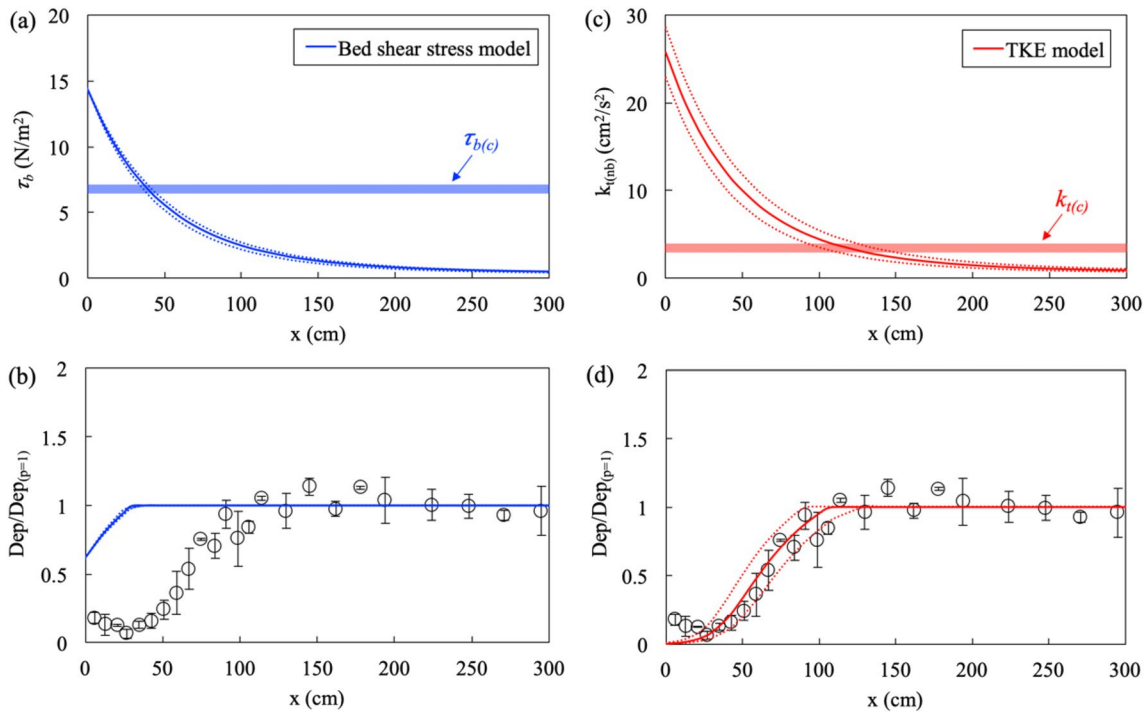 (a)
20
15
10
5
0
τb (N/m²)
Bed shear stress model
τb(c)
0 50 100 150 200 250 300
x (cm)
(c)
30
20
10
0
kt(nb) (cm²/s²)
TKE model
kt(c)
0 50 100 150 200 250 300
x (cm)
(b)
2
1.5
1
0.5
0
Dep/Dep(p=1)
0 50 100 150 200 250 300
x (cm)
(d)
2
1.5
1
0.5
0
Dep/Dep(p=1)
0 50 100 150 200 250 300
x (cm)